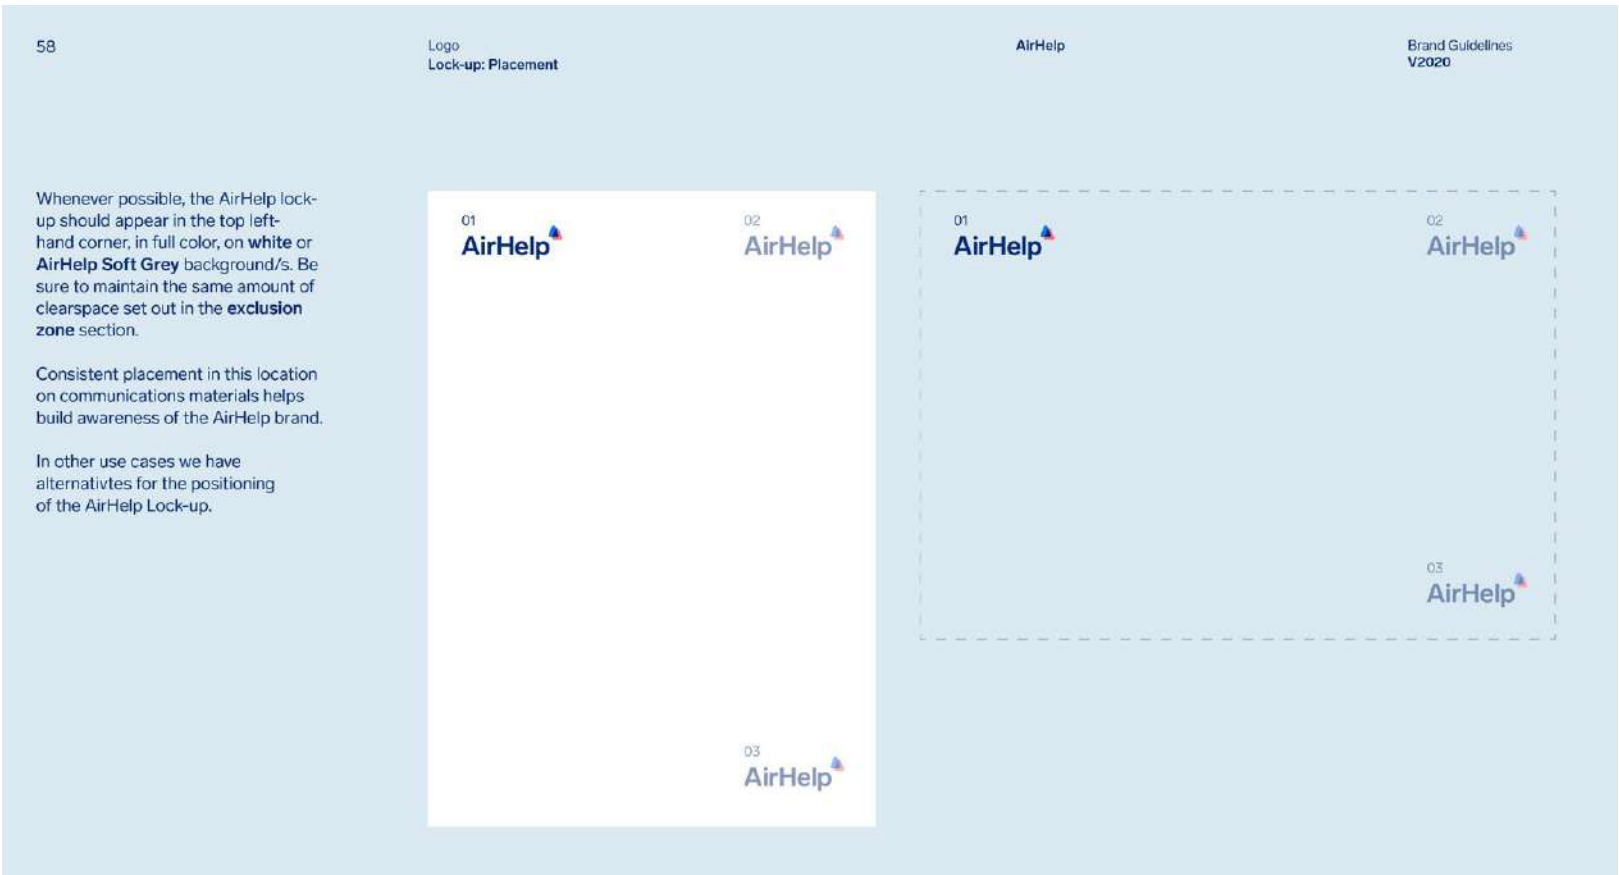 58
Logo
Lock-up: Placement
AirHelp
Brand Guidelines
V2020
Whenever possible, the AirHelp lock-
up should appear in the top left-
hand corner, in full color, on white or
AirHelp Soft Grey background/s. Be
sure to maintain the same amount of
clearspace set out in the exclusion
zone section.
Consistent placement in this location
on communications materials helps
build awareness of the AirHelp brand.
In other use cases we have
alternativtes for the positioning
of the AirHelp Lock-up.
01
AirHelp
02
AirHelp
03
AirHelp
01
AirHelp
02
AirHelp
03
AirHelp